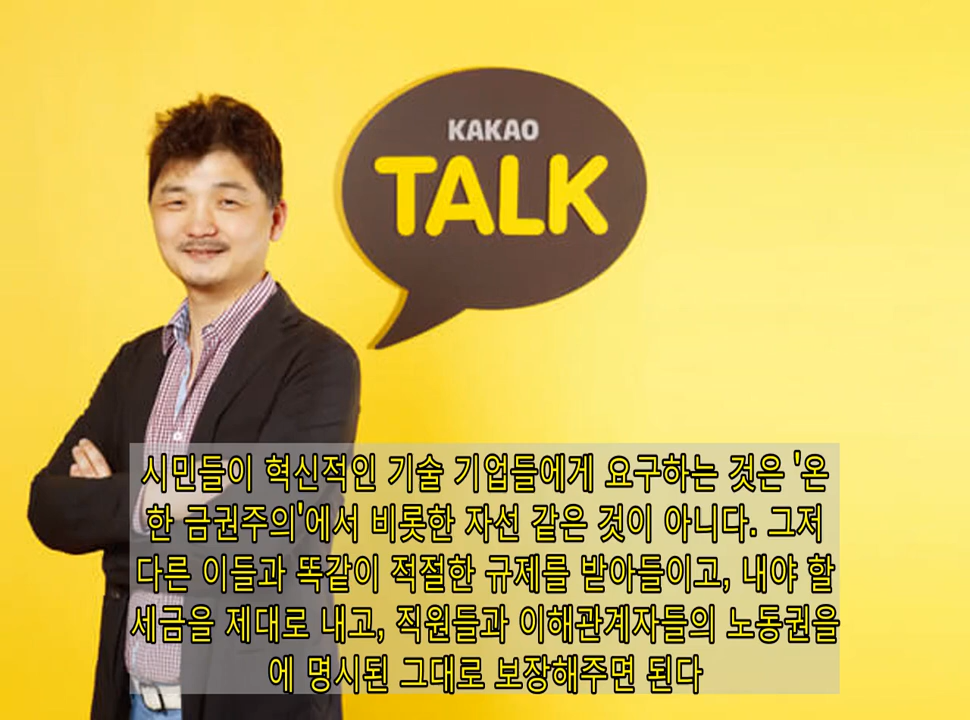 KAKAO
TALK
시민들이 혁신적인 기술 기업들에게 요구하는 것은 '온
한 금권주의'에서 비롯한 자선 같은 것이 아니다. 그저
다른 이들과 똑같이 적절한 규제를 받아들이고, 내야 할
세금을 제대로 내고, 직원들과 이해관계자들의 노동권을
에 명시된 그대로 보장해주면 된다